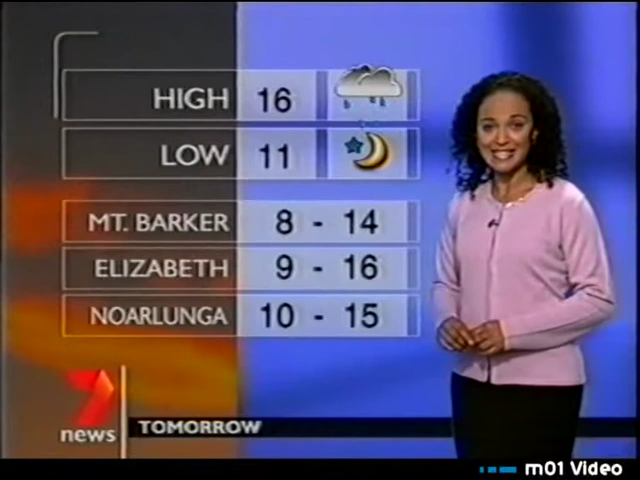 HIGH 16
LOW 11
MT. BARKER 8 - 14
ELIZABETH 9 - 16
NOARLUNGA 10 - 15
7
news
TOMORROW
m01 Video